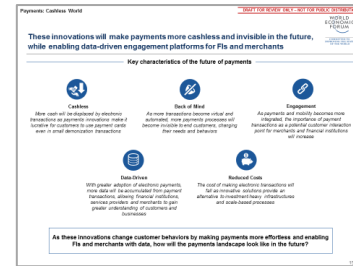 Payments: Cashless World
DRAFT FOR REVIEW ONLY - NOT FOR PUBLIC DISTRIBUTION
WORLD
ECONOMIC
FORUM
These innovations will make payments more cashless and invisible in the future,
while enabling data-driven engagement platforms for FIs and merchants
Key characteristics of the future of payments
Cashless
More cash will be displaced by electronic
transactions as payments innovations make it
lucrative for customers to use payment cards
even in small denomination transactions
Back of Mind
As more transactions become virtual and
automated, more payments processes will
become invisible to end customers, changing
their needs and behaviors
Engagement
As payments and mobility becomes more
integrated, the importance of payment
transactions as a potential customer interaction
point for merchants and financial institutions
will increase
Data-Driven
With greater adoption of electronic payments,
more data will be accumulated from payment
transactions, allowing financial institutions,
services providers and merchants to gain
greater understanding of customers and
businesses
Reduced Costs
The cost of making electronic transactions will
fall as innovative solutions provide an
alternative to investment-heavy infrastructures
and scale-based processes
As these innovations change customer behaviors by making payments more effortless and enabling
FIs and merchants with data, how will the payments landscape look like in the future?